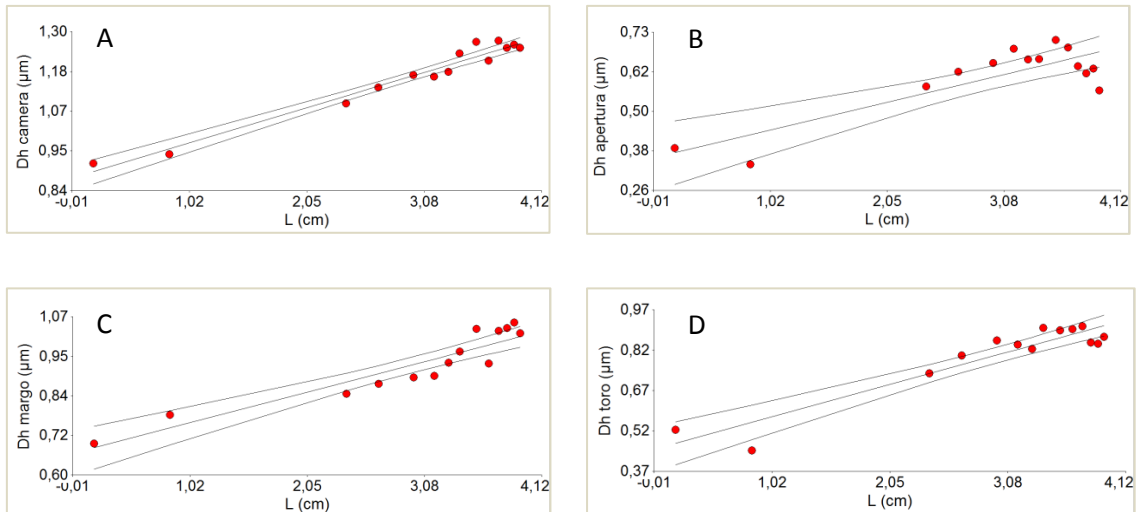 A
Dh camera (µm)
1,30
1,18
1,07
0,95
0,84
-0,01 1,02 2,05 3,08 4,12
L (cm)
B
Dh apertura (µm)
0,73
0,62
0,50
0,38
0,26
-0,01 1,02 2,05 3,08 4,12
L (cm)
C
Dh margo (µm)
1,07
0,95
0,84
0,72
0,60
-0,01 1,02 2,05 3,08 4,12
L (cm)
D
Dh toro (µm)
0,97
0,82
0,67
0,52
0,37
-0,01 1,02 2,05 3,08 4,12
L (cm)